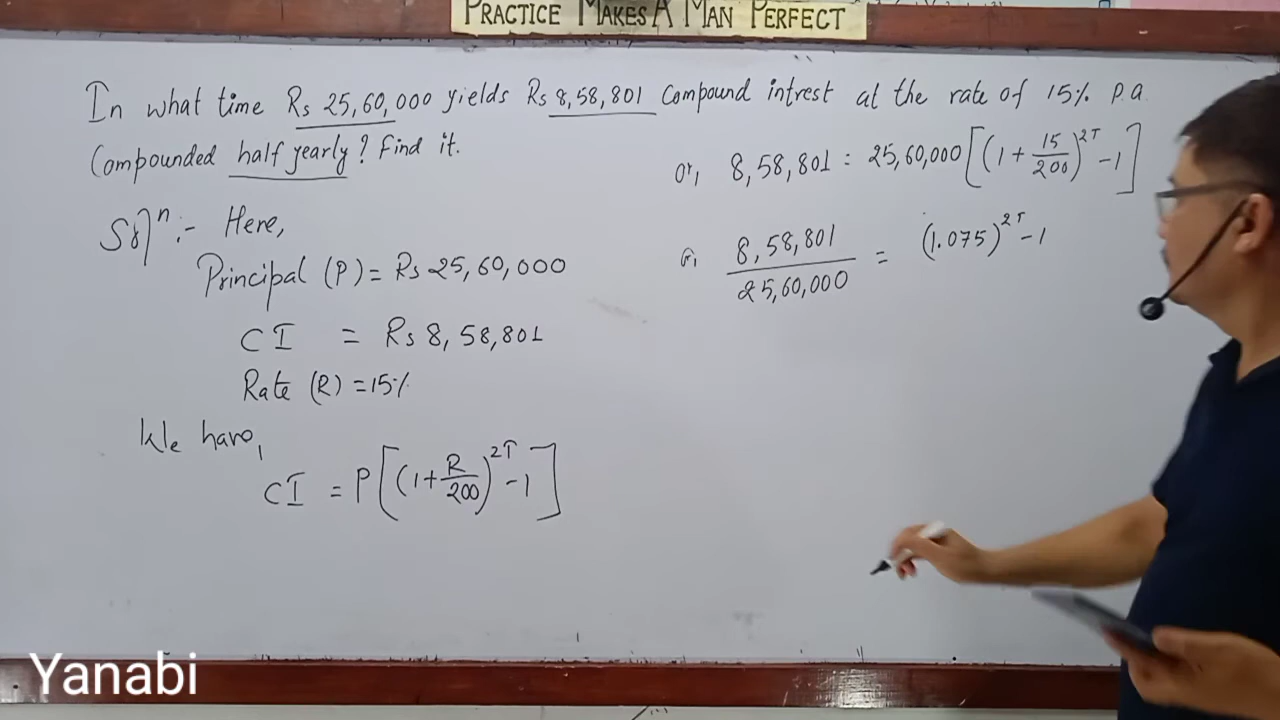 PRACTICE MAKES A MAN PERFECT
In what time Rs 25,60,000 yields Rs 8,58,801 Compound intrest at the rate of 15% p.a
Compounded half yearly? Find it.
Solⁿ:- Here,
Principal (P) = Rs 25,60,000
CI = Rs 8,58,801
Rate (R) = 15%
We have,
CI = P[(1+R/200)^2T - 1]
or, 8,58,801 = 25,60,000[(1+15/200)^2T - 1]
or, 8,58,801/25,60,000 = (1.075)^2T - 1
Yanabi